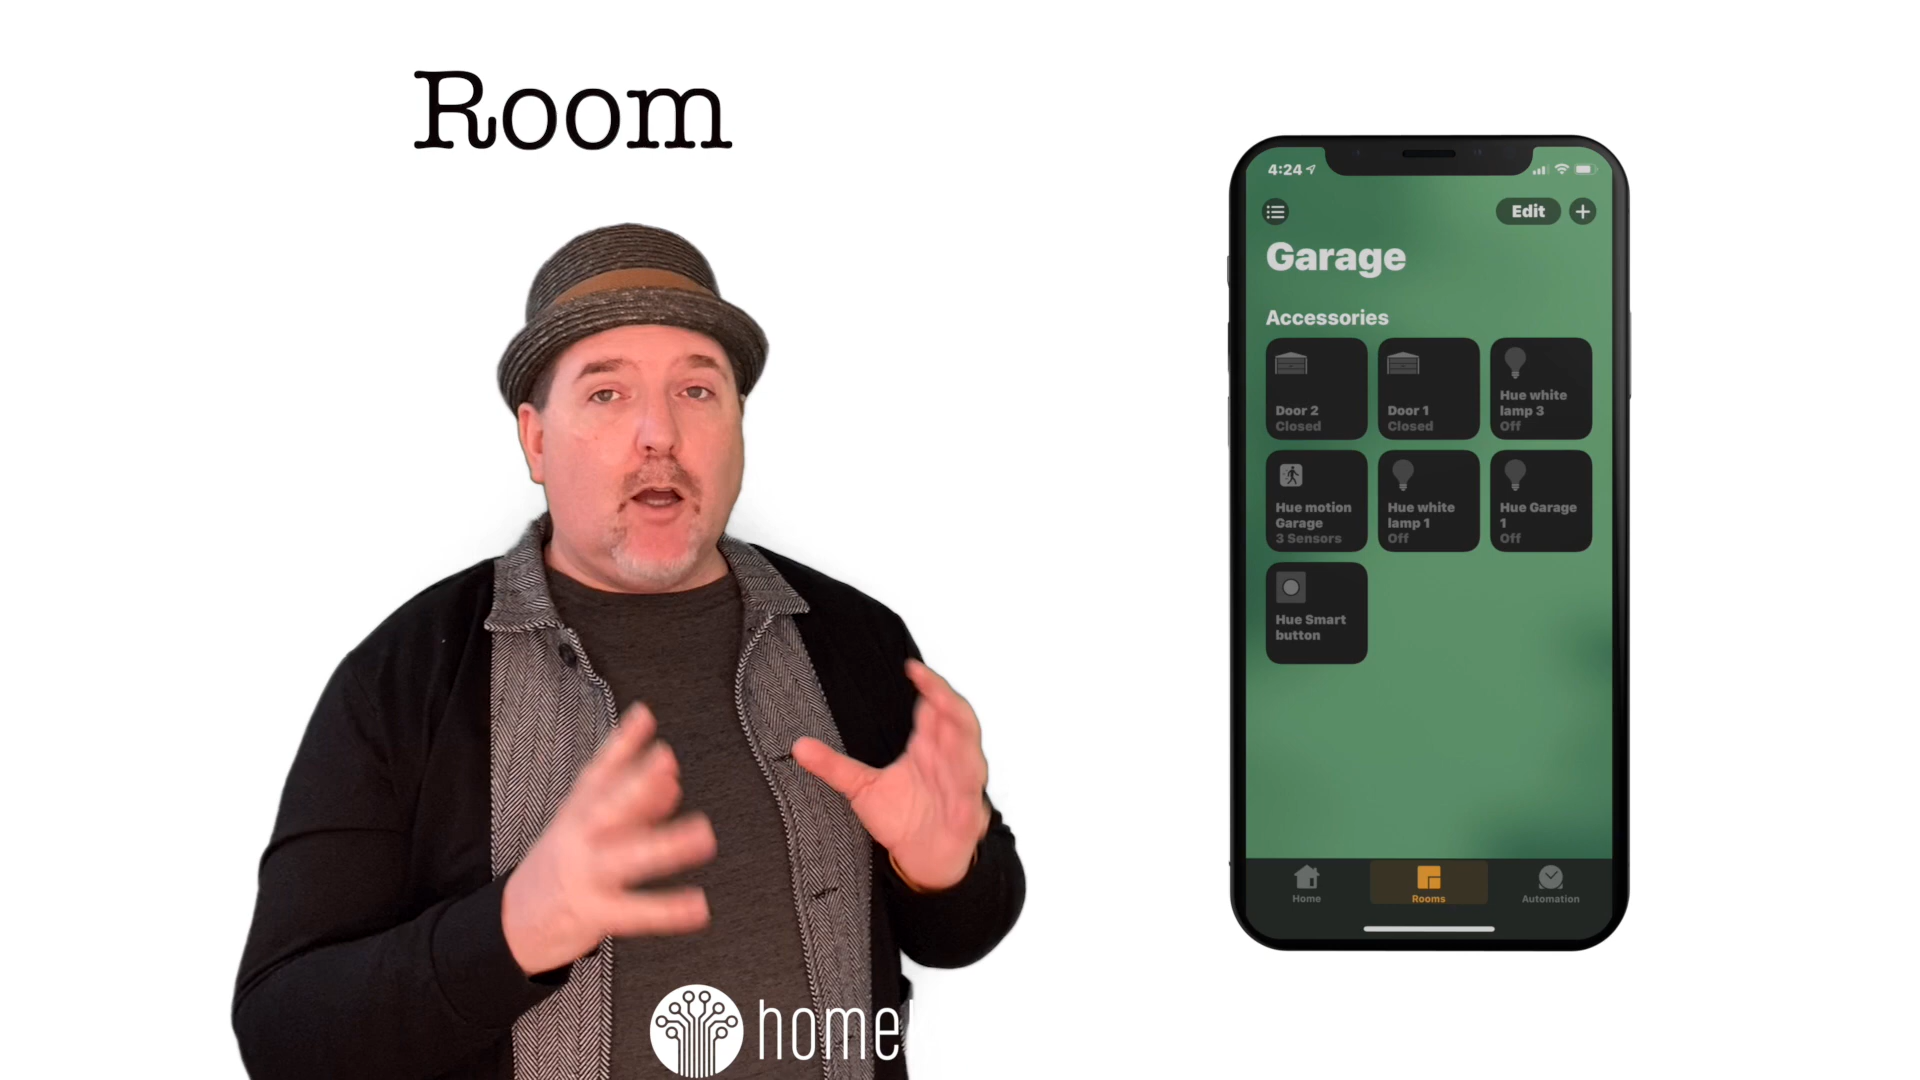 Room
4:24
Edit
Garage
Accessories
Door 2
Closed
Door 1
Closed
Hue white
lamp 3
Off
Hue motion
Garage
3 Sensors
Hue white
lamp 1
Off
Hue Garage
1
Off
Hue Smart
button
Home
Rooms
Automation
home